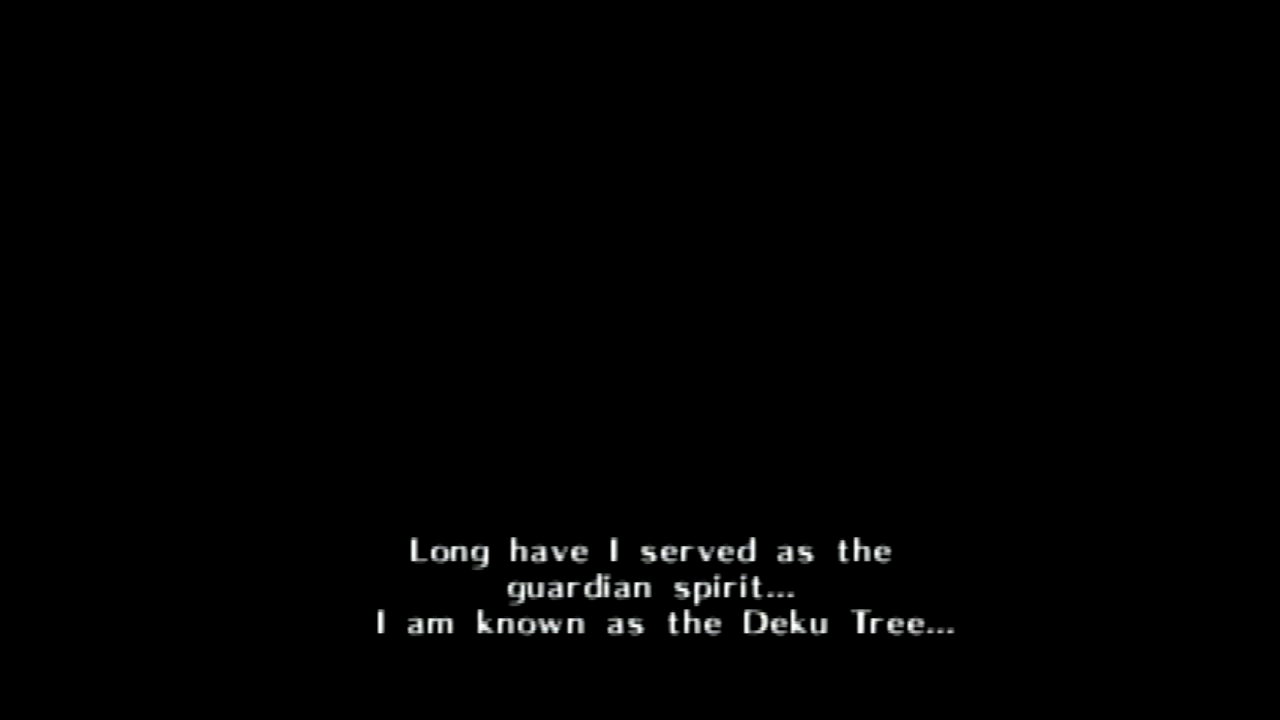 Long have I served as the
guardian spirit...
I am known as the Deku Tree...